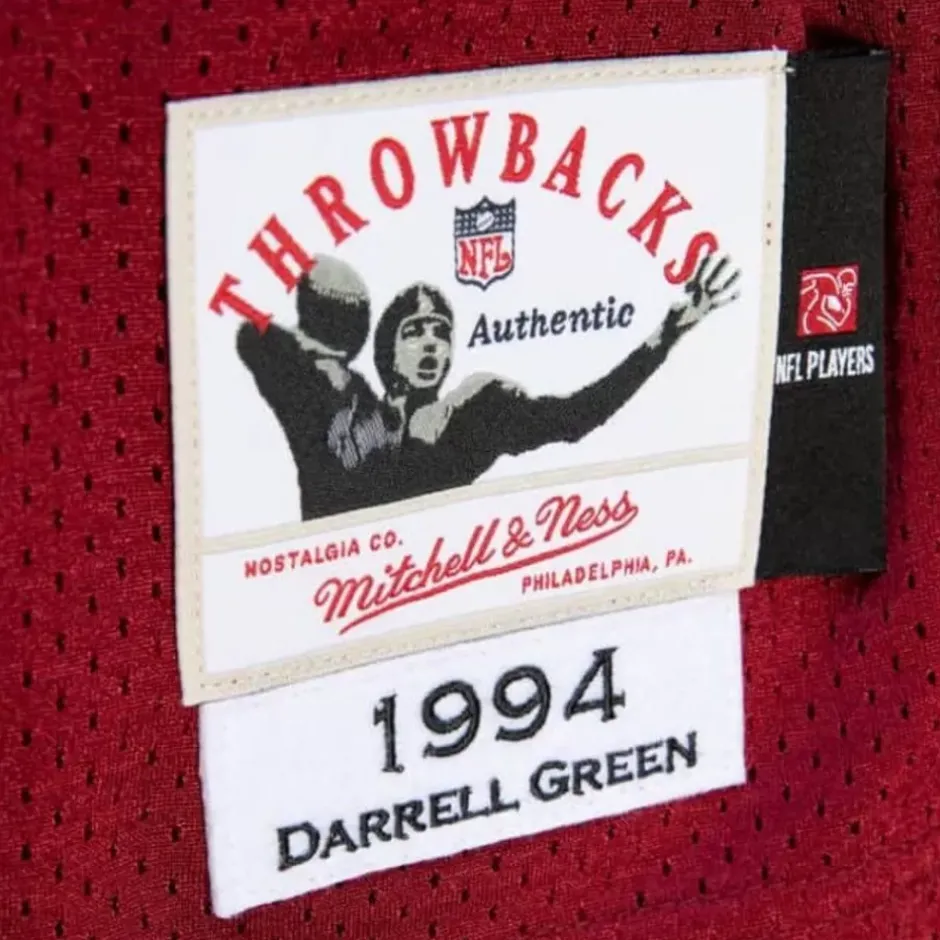 THROWBACKS
NFL
Authentic
NFL PLAYERS
NOSTALGIA CO.
Mitchell & Ness
PHILADELPHIA, PA.
1994
DARRELL GREEN